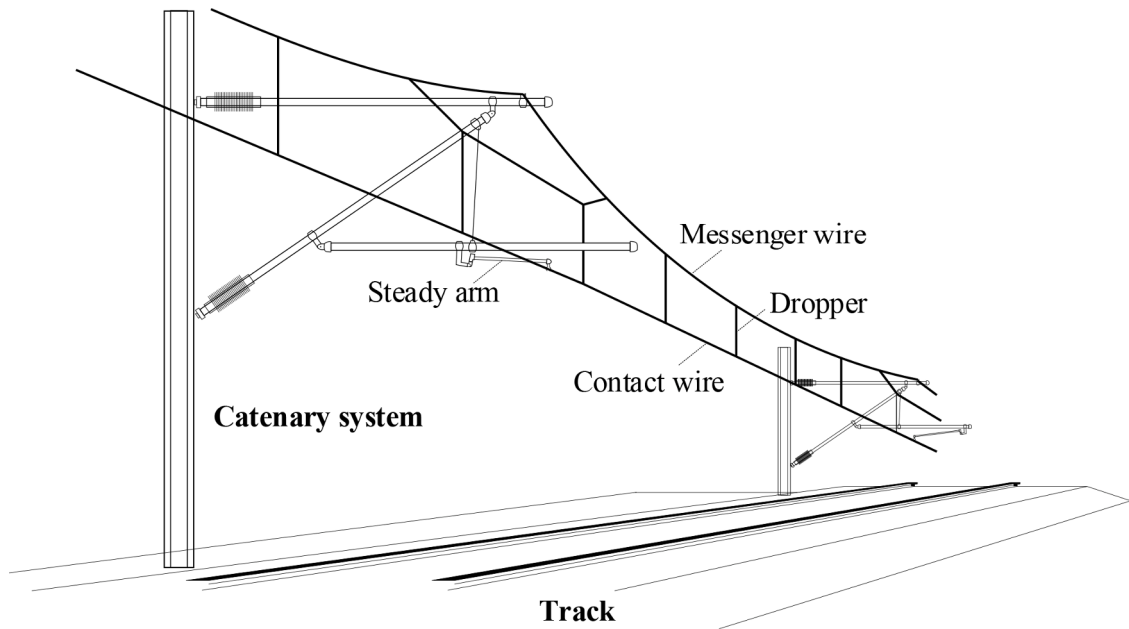 Messenger wire
Steady arm
Dropper
Contact wire
Catenary system
Track